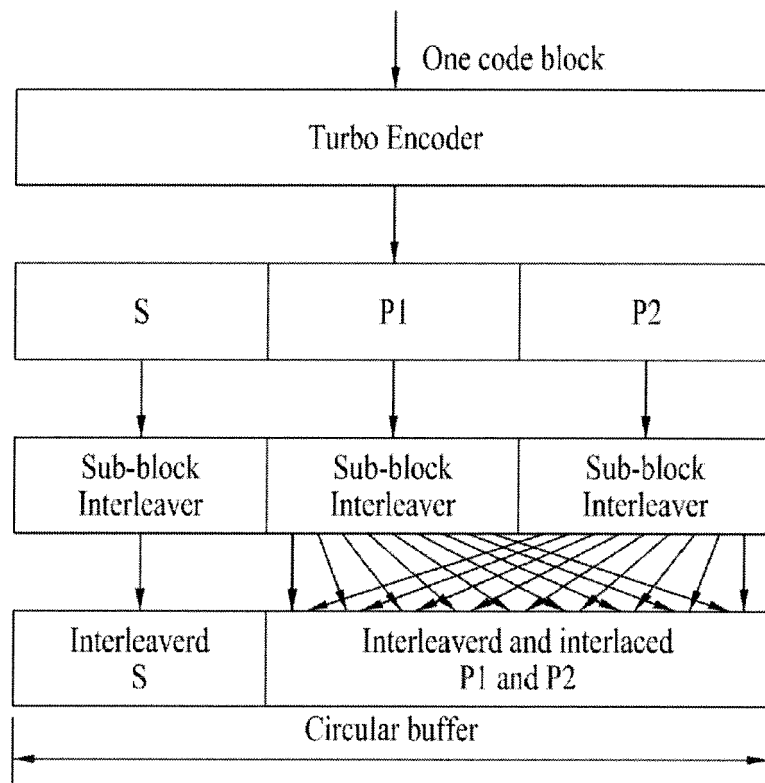 One code block
Turbo Encoder
S
P1
P2
Sub-block
Interleaver
Sub-block
Interleaver
Sub-block
Interleaver
Interleaverd
S
Interleaverd and interlaced
P1 and P2
Circular buffer